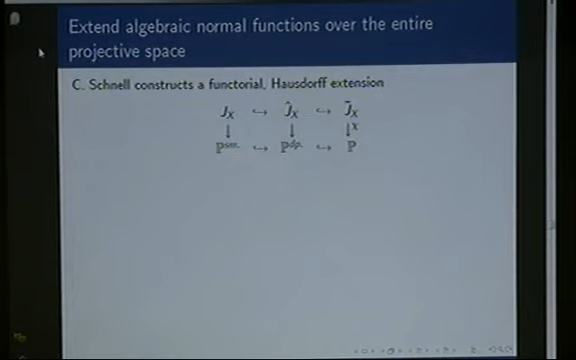 Extend algebraic normal functions over the entire
projective space
C. Schnell constructs a functorial, Hausdorff extension
J_X ↪ Ĵ_X ↪ J̄_X
↓ ↓ ↓
ℙ^{sm.} ↪ ℙ^{dp.} ↪ ℙ